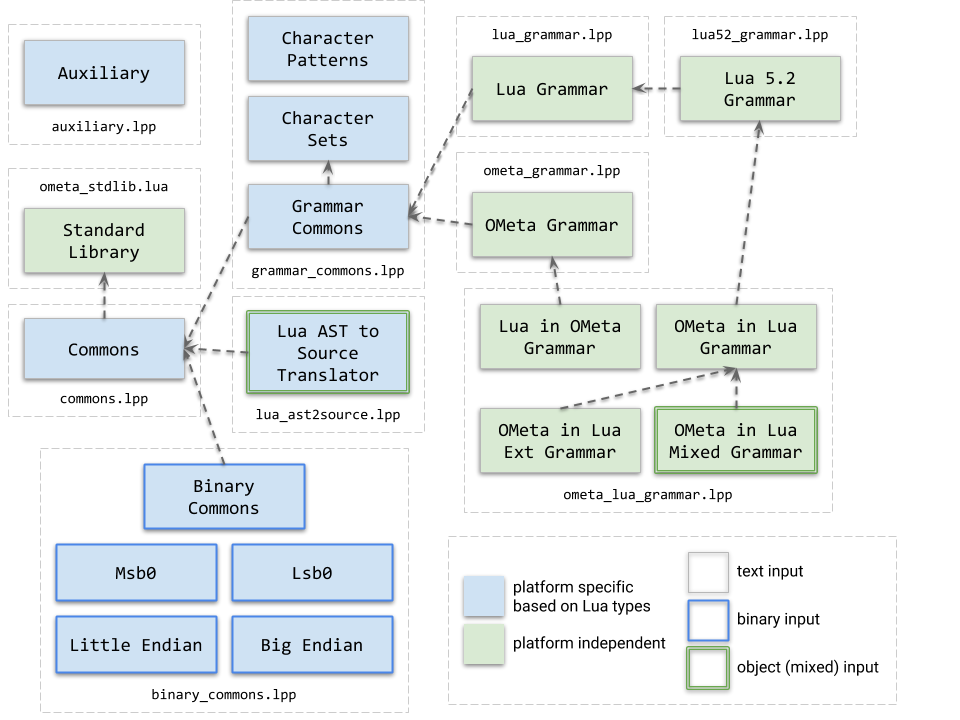 Auxiliary
auxiliary.lpp
ometa_stdlib.lua
Standard
Library
Commons
commons.lpp
Character
Patterns
Character
Sets
Grammar
Commons
grammar_commons.lpp
Lua AST to
Source
Translator
lua_ast2source.lpp
lua_grammar.lpp
Lua Grammar
lua52_grammar.lpp
Lua 5.2
Grammar
ometa_grammar.lpp
OMeta Grammar
Lua in OMeta
Grammar
OMeta in Lua
Grammar
OMeta in Lua
Ext Grammar
OMeta in Lua
Mixed Grammar
ometa_lua_grammar.lpp
Binary
Commons
Msb0
Lsb0
Little Endian
Big Endian
binary_commons.lpp
platform specific
based on Lua types
platform independent
text input
binary input
object (mixed) input